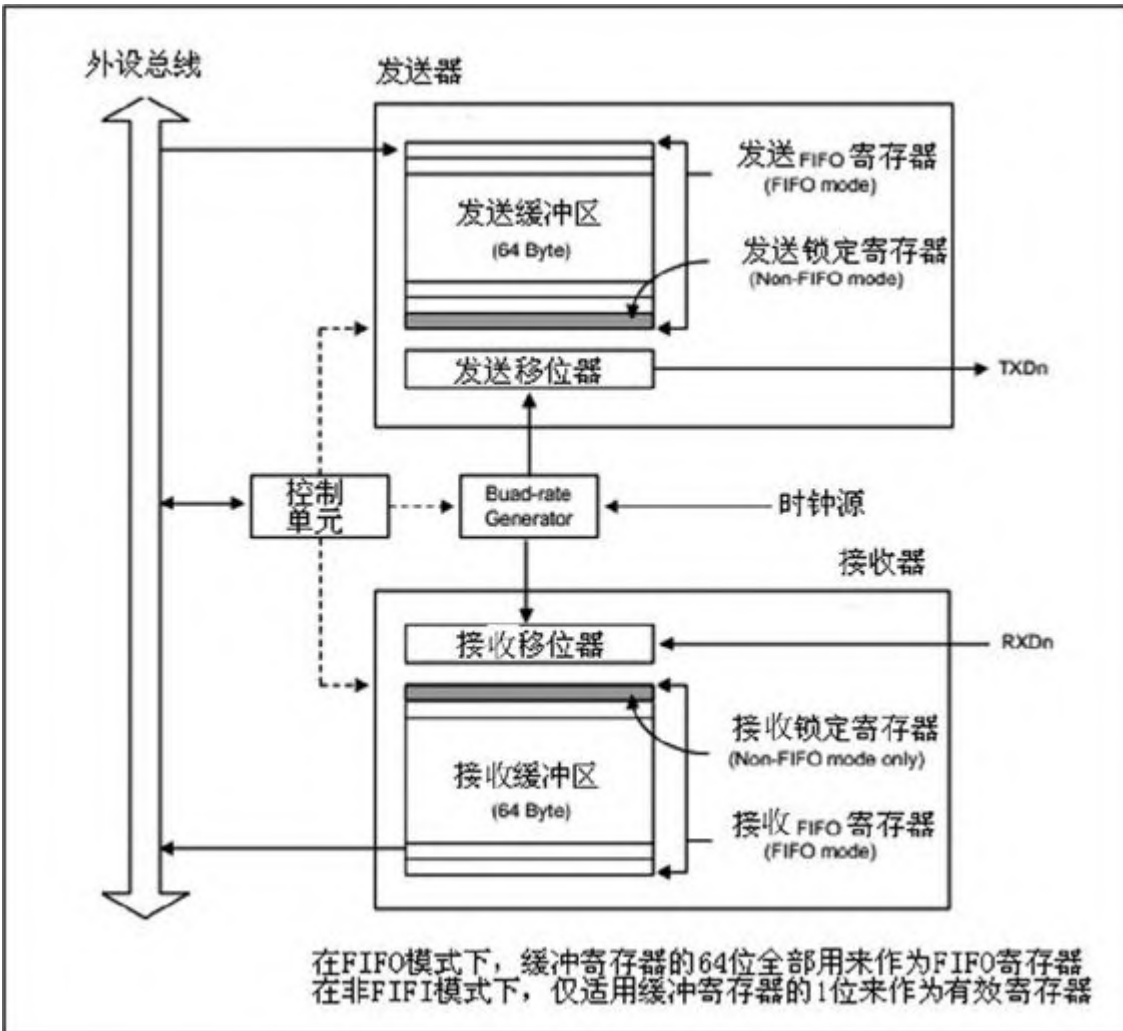 外设总线
发送器
发送FIFO寄存器
(FIFO mode)
发送缓冲区
(64 Byte)
发送锁定寄存器
(Non-FIFO mode)
发送移位器
TXDn
控制
单元
Buad-rate
Generator
时钟源
接收器
接收移位器
RXDn
接收锁定寄存器
(Non-FIFO mode only)
接收缓冲区
(64 Byte)
接收FIFO寄存器
(FIFO mode)
在FIFO模式下，缓冲寄存器的64位全部用来作为FIFO寄存器
在非FIFI模式下，仅适用缓冲寄存器的1位来作为有效寄存器